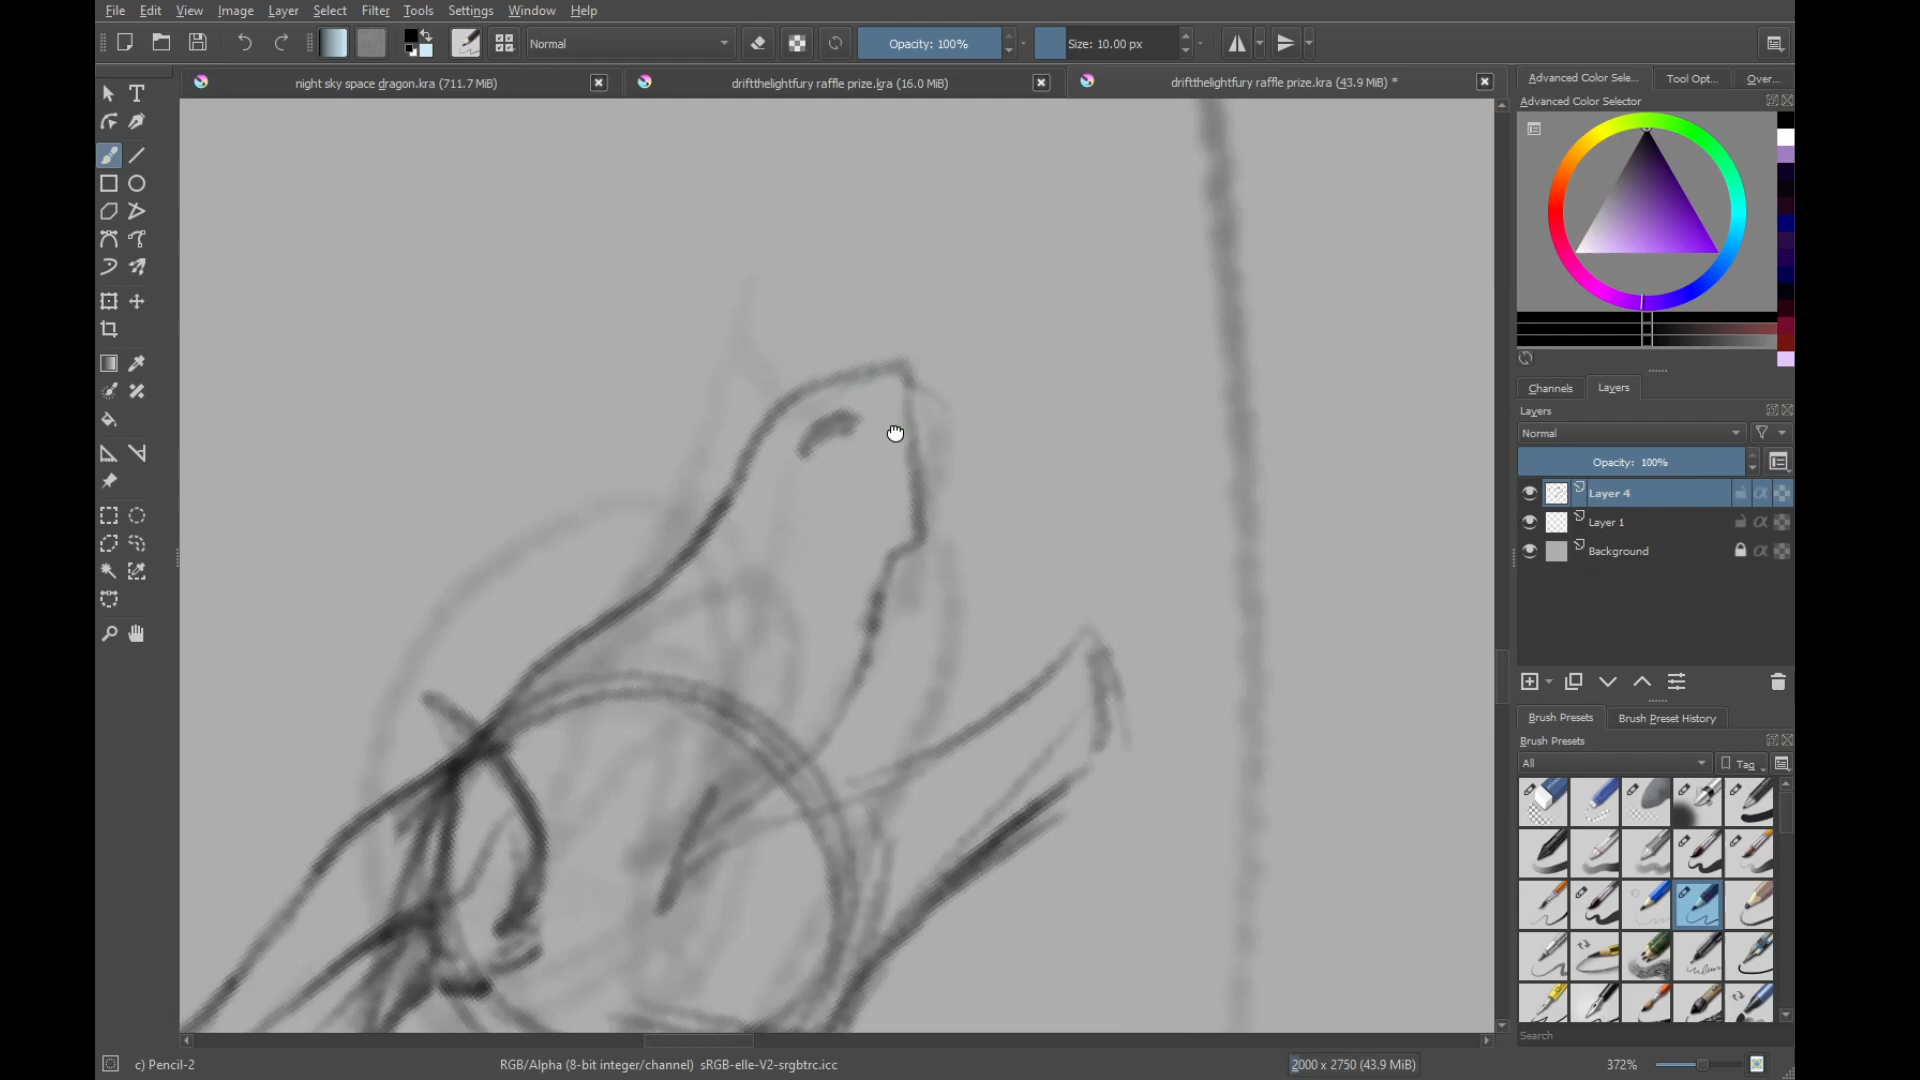 File Edit View Image Layer Select Filter Tools Settings Window Help
Normal Opacity: 100% Size: 10.00 px
night sky space dragon.kra (711.7 MiB) driftthelightfury raffle prize.kra (16.0 MiB) driftthelightfury raffle prize.kra (43.9 MiB) *
Advanced Color Sele... Tool Opt... Over...
Advanced Color Selector
Channels Layers
Layers
Normal
Opacity: 100%
Layer 4
Layer 1
Background
Brush Presets Brush Preset History
Brush Presets
All Tag
Search
c) Pencil-2 RGB/Alpha (8-bit integer/channel) sRGB-elle-V2-srgbtrc.icc 2000 x 2750 (43.9 MiB) 372%